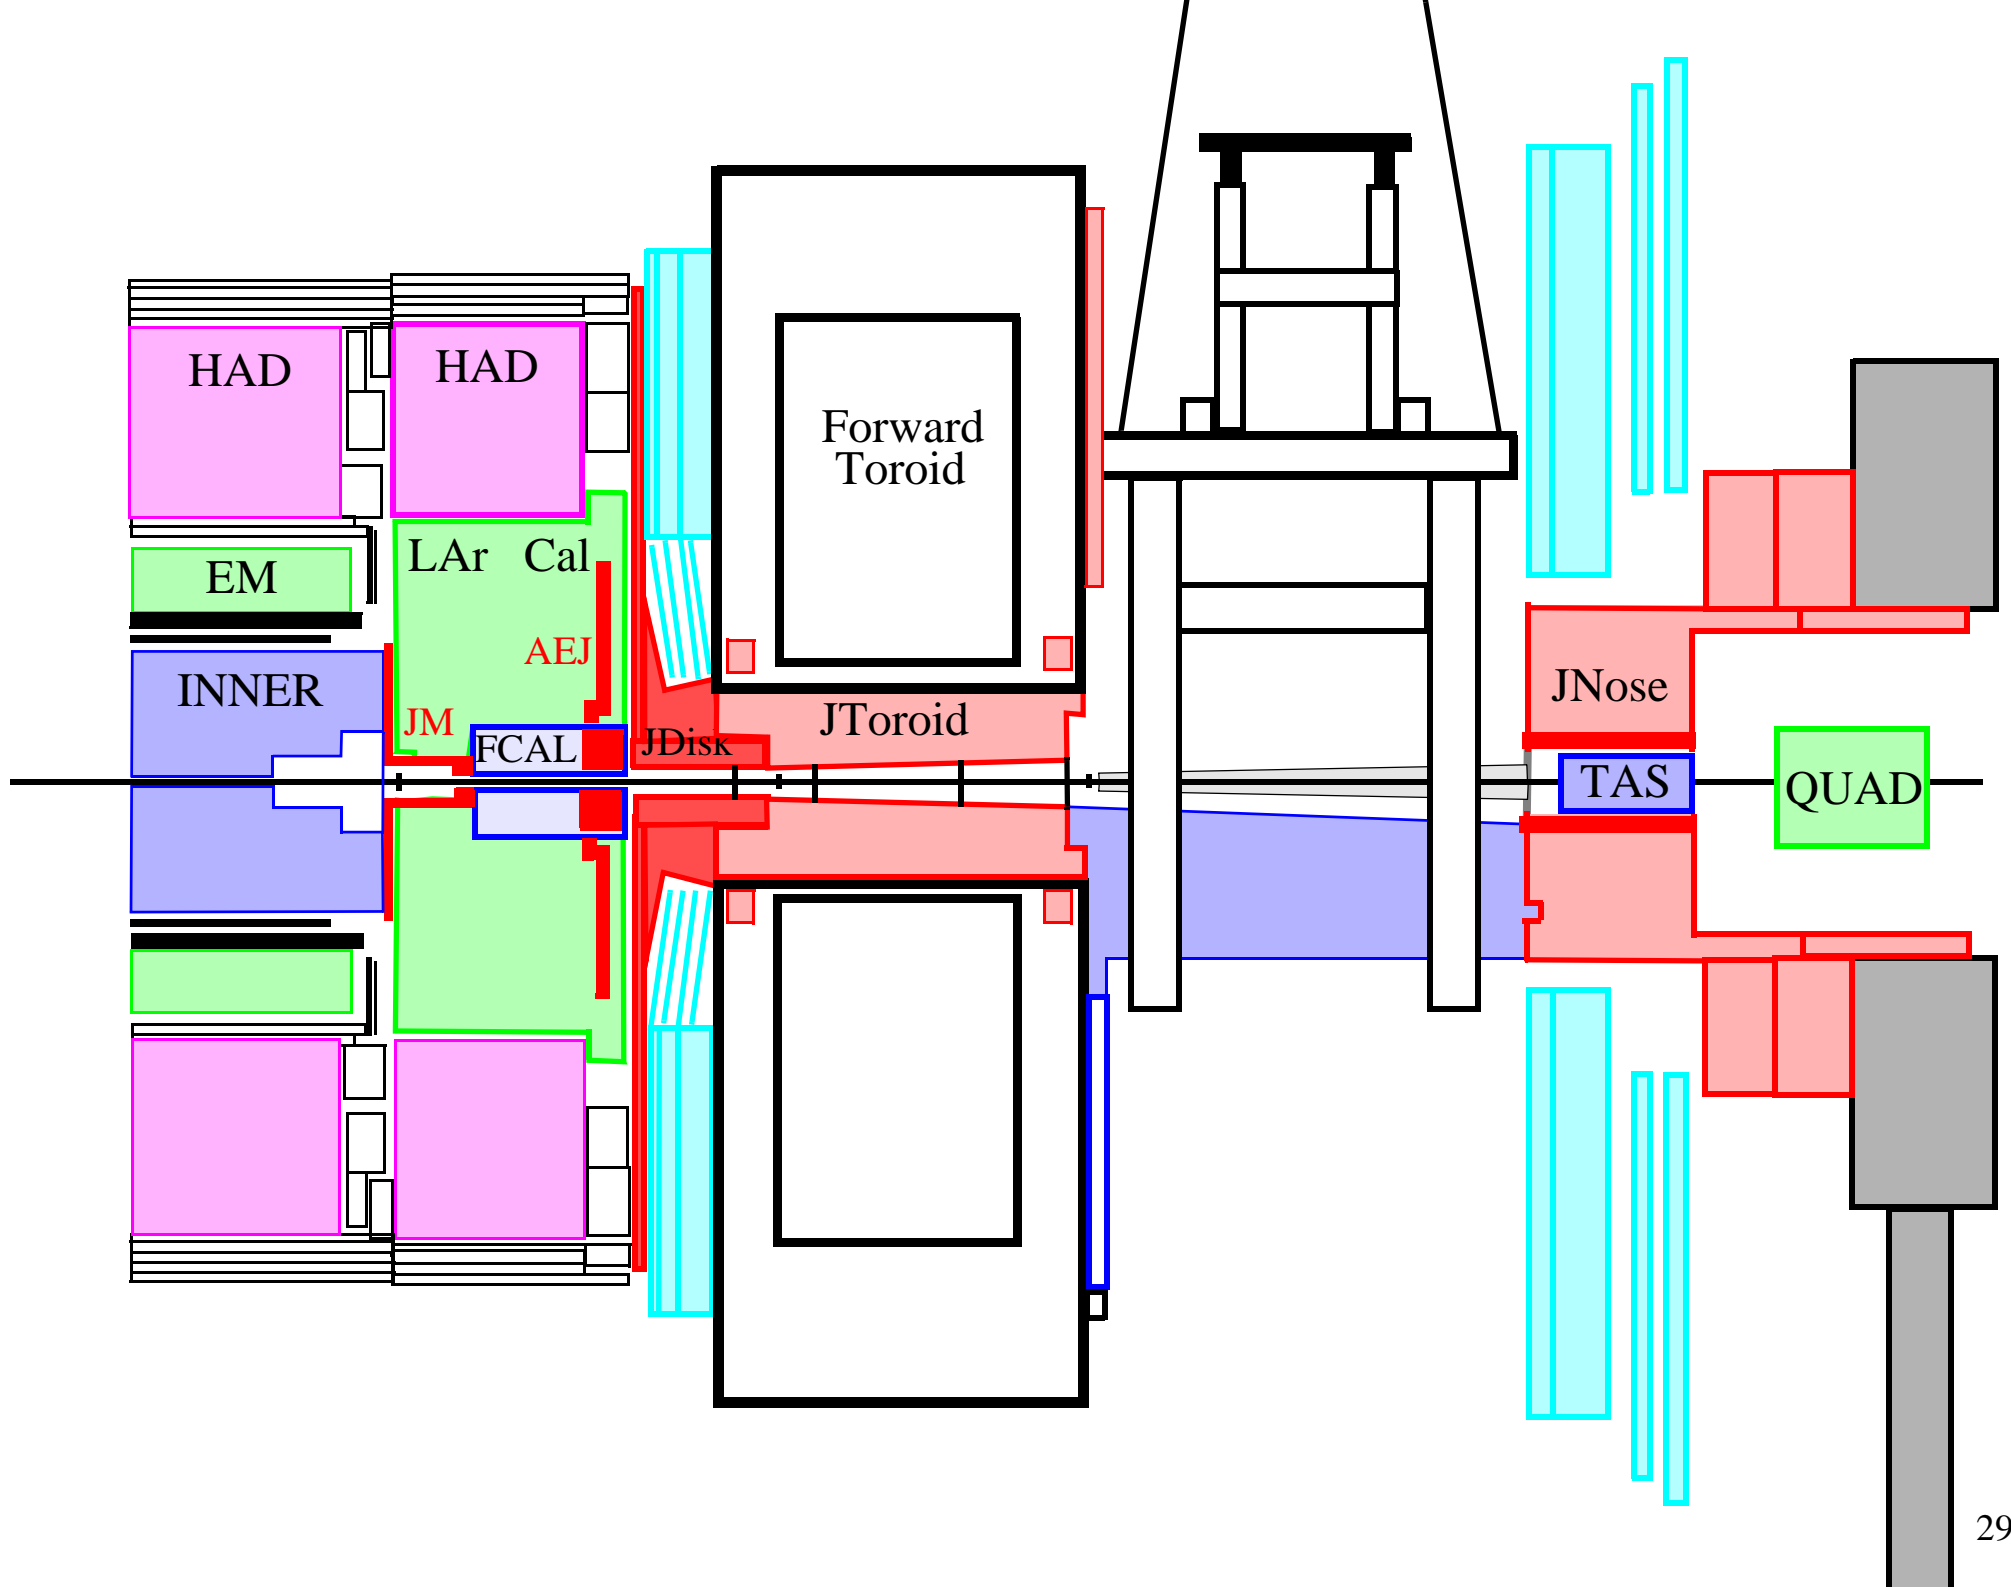 HAD
HAD
Forward
Toroid
LAr Cal
EM
AEJ
INNER
JM
JToroid
JNose
FCAL
JDisk
TAS
QUAD
29